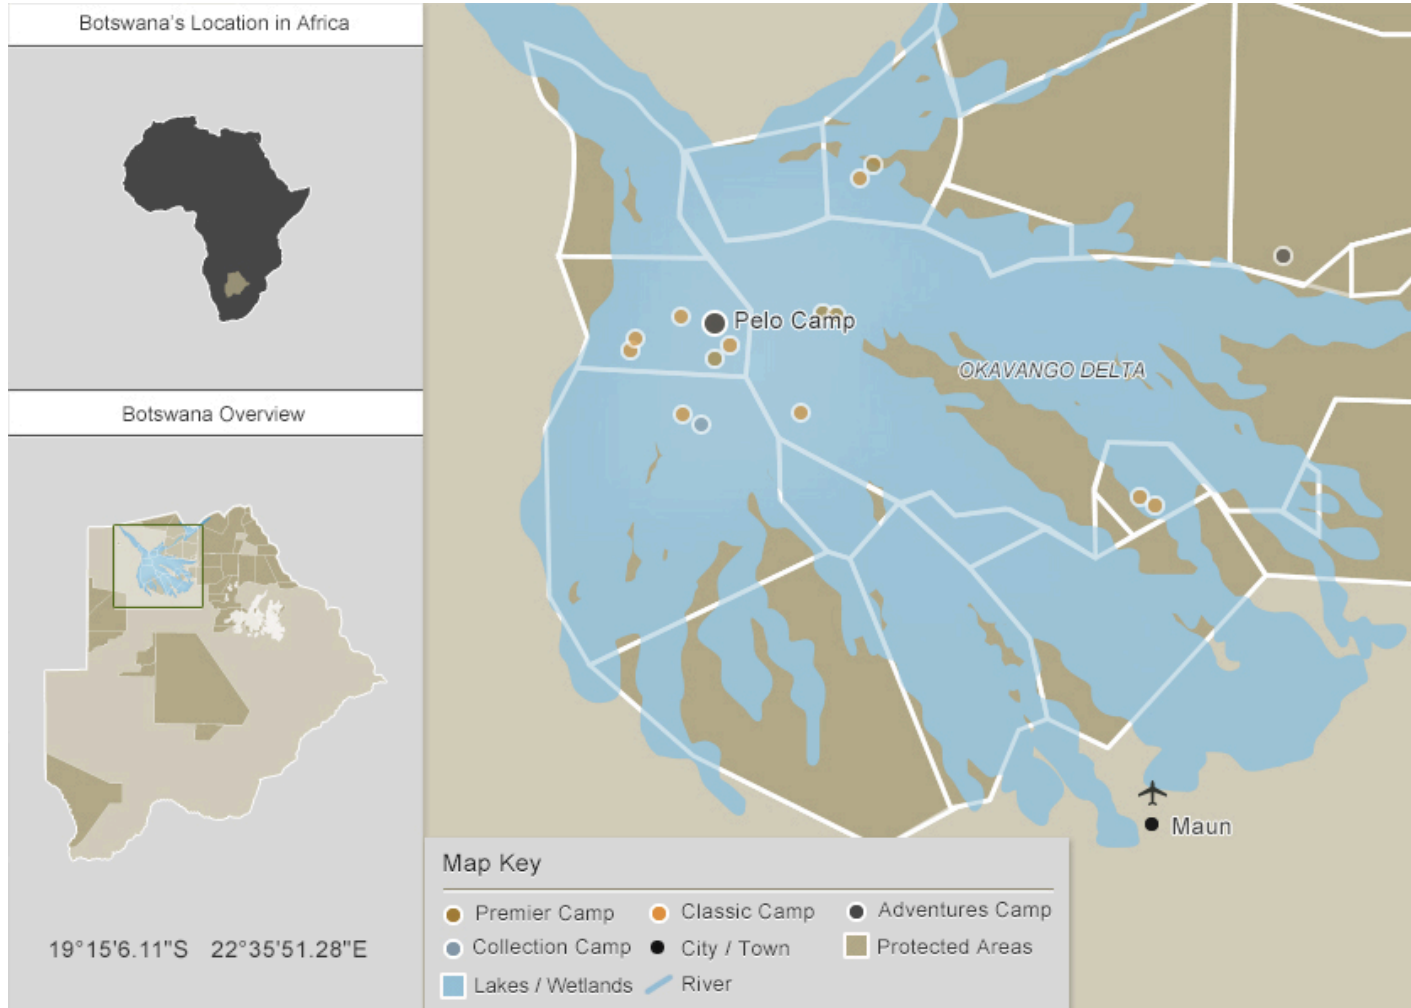 Botswana's Location in Africa
Botswana Overview
19°15'6.11"S 22°35'51.28"E
Pelo Camp
OKAVANGO DELTA
Maun
Map Key
Premier Camp
Classic Camp
Adventures Camp
Collection Camp
City / Town
Protected Areas
Lakes / Wetlands
River